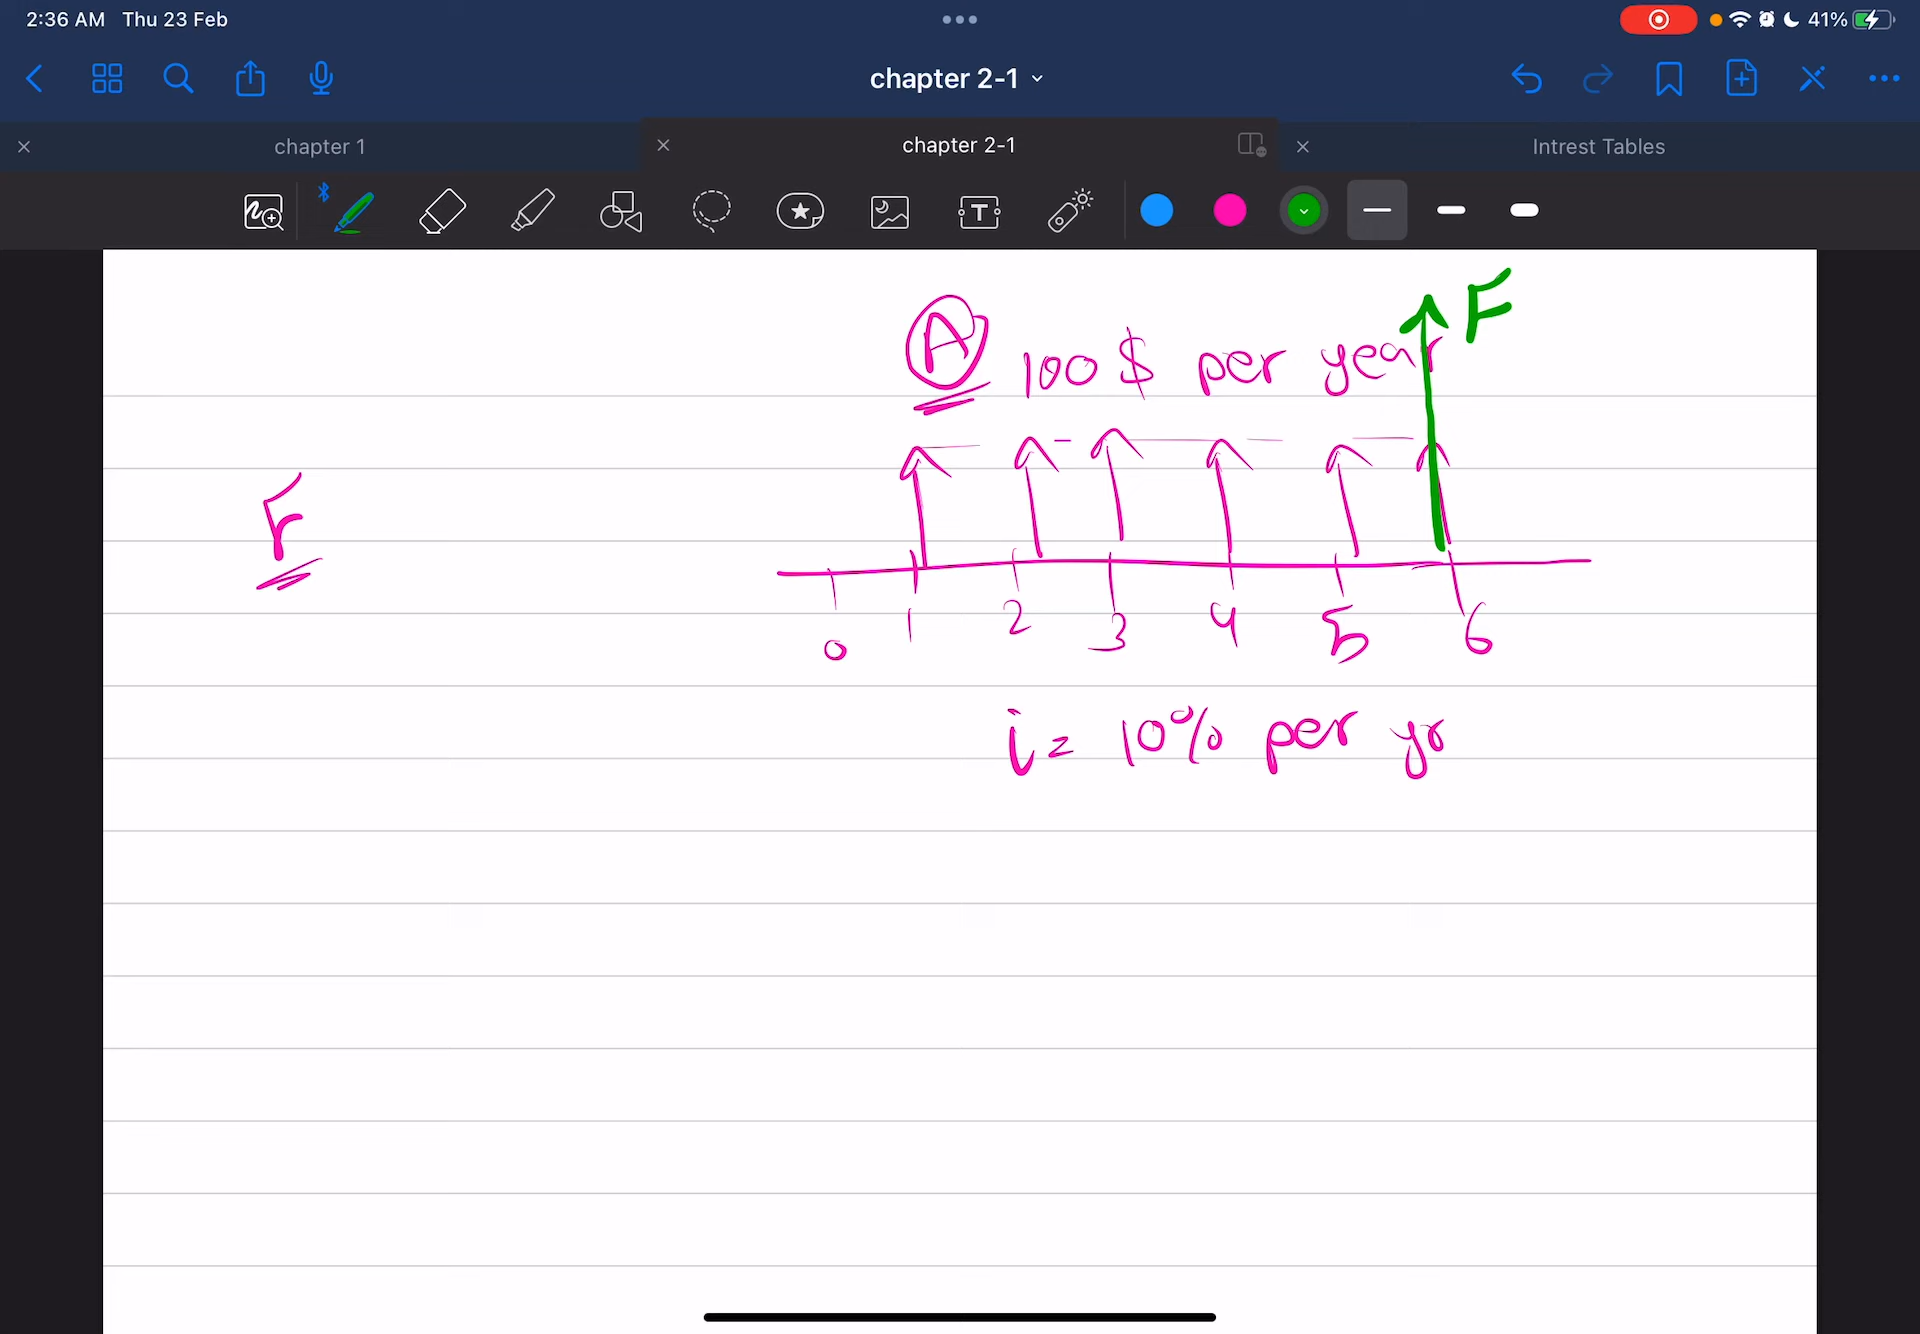 2:36 AM Thu 23 Feb
41%
chapter 2-1
chapter 1
chapter 2-1
Intrest Tables
T
F
A 100 $ per year
F
0 1 2 3 4 5 6
i = 10% per yr